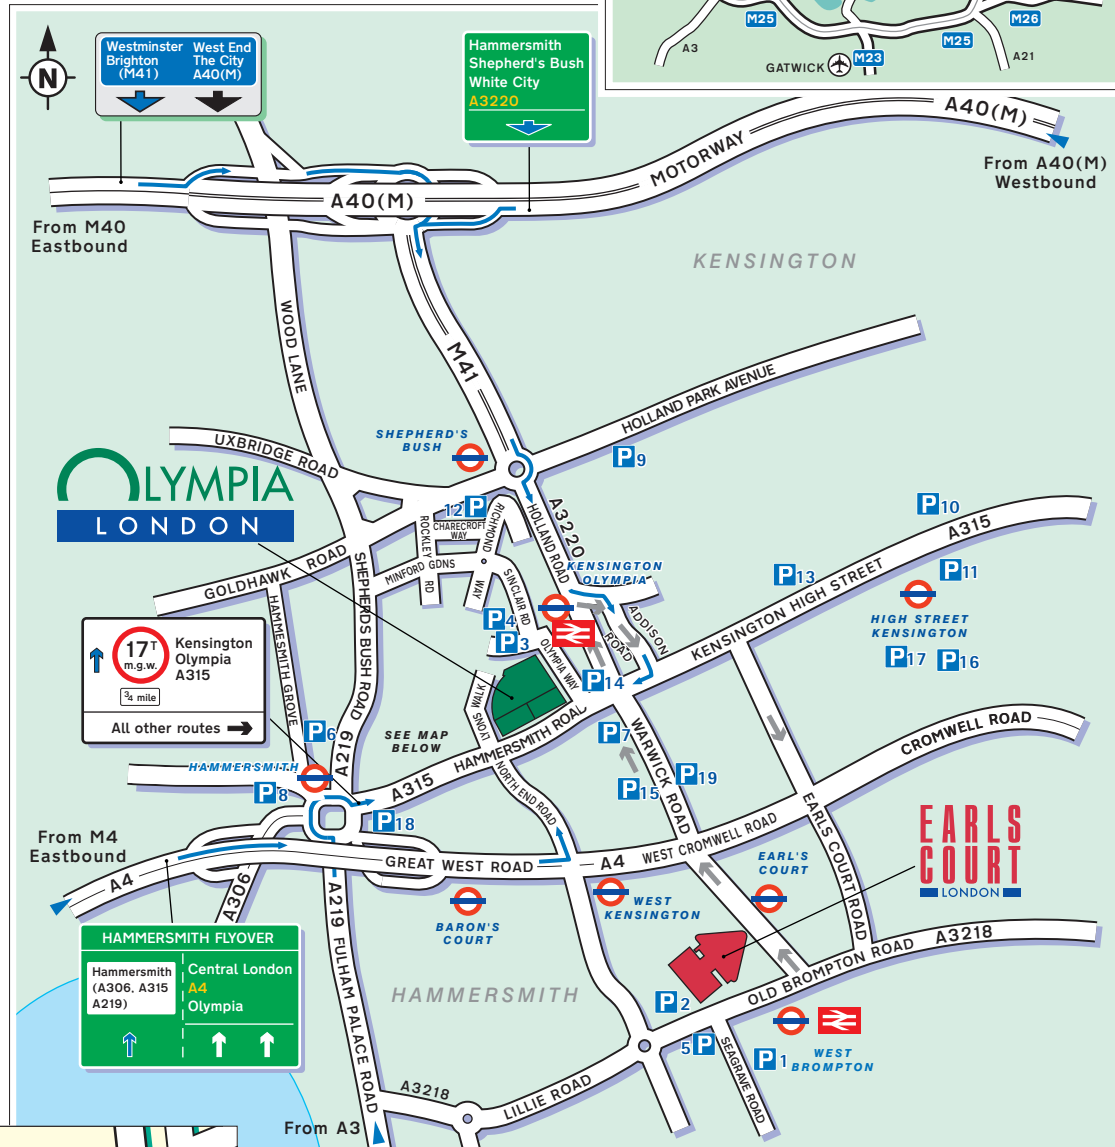 M25
M26
A3
M25
A21
GATWICK
M23
N
Westminster
Brighton
(M41)
West End
The City
A40(M)
Hammersmith
Shepherd's Bush
White City
A3220
A40(M)
MOTORWAY
From A40(M)
Westbound
A40(M)
From M40
Eastbound
KENSINGTON
WOOD LANE
M41
HOLLAND PARK AVENUE
SHEPHERD'S
BUSH
UXBRIDGE ROAD
P9
OLYMPIA
LONDON
12P
P10
A315
ROCKLEY RD
CHARECROFT
WAY
RICHMOND WAY
HOLLAND ROAD
A3220
GOLDHAWK ROAD
SHEPHERDS BUSH ROAD
MINFORD GDNS
SINCLAIR RD
KENSINGTON
OLYMPIA
P13
P11
KENSINGTON HIGH STREET
HIGH STREET
KENSINGTON
HAMMESMITH GROVE
P4
P3
OLYMPIA WAY
ADDISON
ROAD
P17
P16
17T
m.g.w.
¾ mile
Kensington
Olympia
A315
All other routes
P14
LYONS WALK
HAMMERSMITH ROAD
P6
A219
SEE MAP
BELOW
P7
WARWICK ROAD
CROMWELL ROAD
HAMMERSMITH
P8
A315
NORTH END ROAD
P15
P19
P18
EARLS COURT ROAD
EARLS
COURT
LONDON
From M4
Eastbound
A4
GREAT WEST ROAD
A4
WEST CROMWELL ROAD
EARL'S
COURT
A306
A219
FULHAM PALACE ROAD
BARON'S
COURT
WEST
KENSINGTON
OLD BROMPTON ROAD
A3218
HAMMERSMITH FLYOVER
Hammersmith
(A306, A315
A219)
Central London
A4
Olympia
HAMMERSMITH
P2
5P
SEAGRAVE ROAD
P1
WEST
BROMPTON
A3218
LILLIE ROAD
From A3